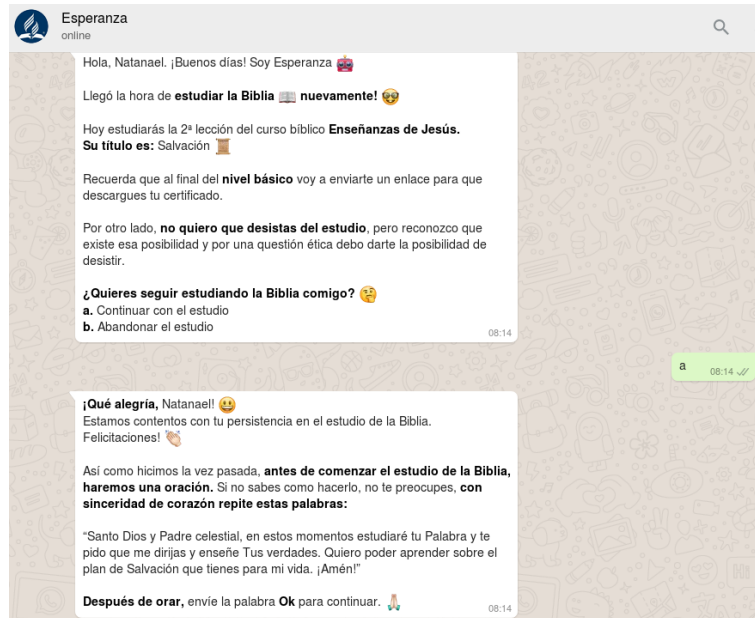 Esperanza
online
Hola, Natanael. ¡Buenos días! Soy Esperanza
Llegó la hora de estudiar la Biblia 📖 nuevamente! 🤓
Hoy estudiarás la 2ª lección del curso bíblico Enseñanzas de Jesús.
Su título es: Salvación 📜
Recuerda que al final del nivel básico voy a enviarte un enlace para que
descargues tu certificado.
Por otro lado, no quiero que desistas del estudio, pero reconozco que
existe esa posibilidad y por una questión ética debo darte la posibilidad de
desistir.
¿Quieres seguir estudiando la Biblia comigo? 🤔
a. Continuar con el estudio
b. Abandonar el estudio
08:14
a
08:14
¡Qué alegría, Natanael! 😃
Estamos contentos con tu persistencia en el estudio de la Biblia.
Felicitaciones! 👏🏻
Así como hicimos la vez pasada, antes de comenzar el estudio de la Biblia,
haremos una oración. Si no sabes como hacerlo, no te preocupes, con
sinceridad de corazón repite estas palabras:
“Santo Dios y Padre celestial, en estos momentos estudiaré tu Palabra y te
pido que me dirijas y enseñe Tus verdades. Quiero poder aprender sobre el
plan de Salvación que tienes para mi vida. ¡Amén!”
Después de orar, envíe la palabra Ok para continuar. 🙏🏻
08:14